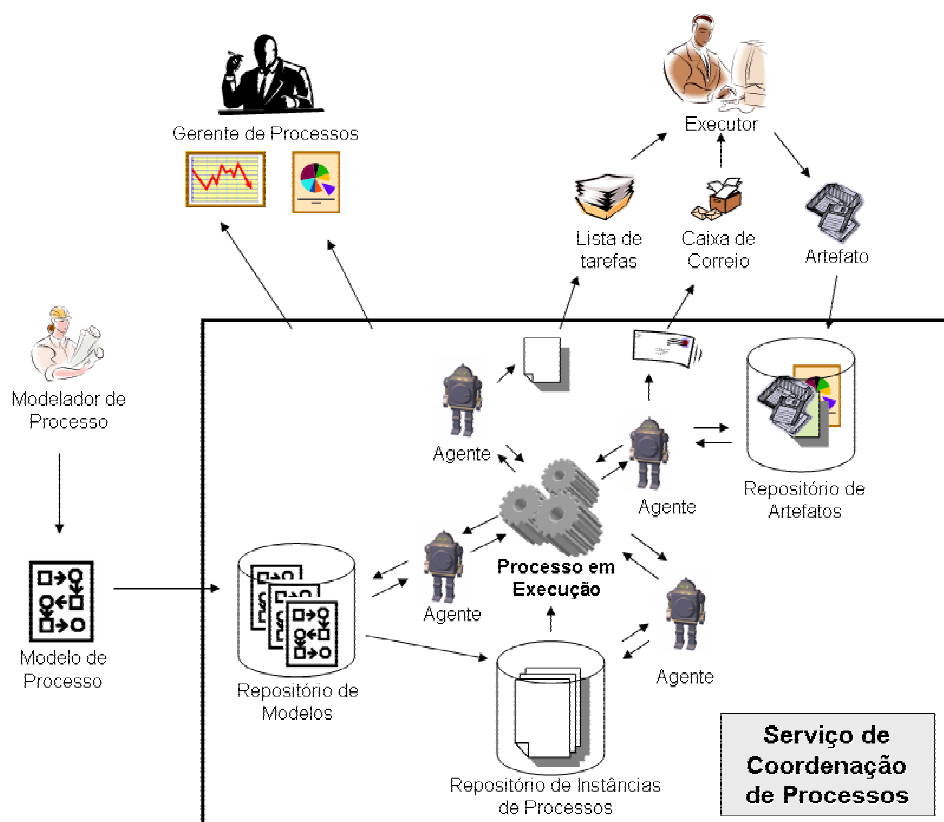 Gerente de Processos
Executor
Lista de
tarefas
Caixa de
Correio
Artefato
Modelador de
Processo
Agente
Agente
Repositório de
Artefatos
Processo em
Execução
Agente
Agente
Modelo de
Processo
Repositório de
Modelos
Repositório de Instâncias
de Processos
Serviço de
Coordenação
de Processos